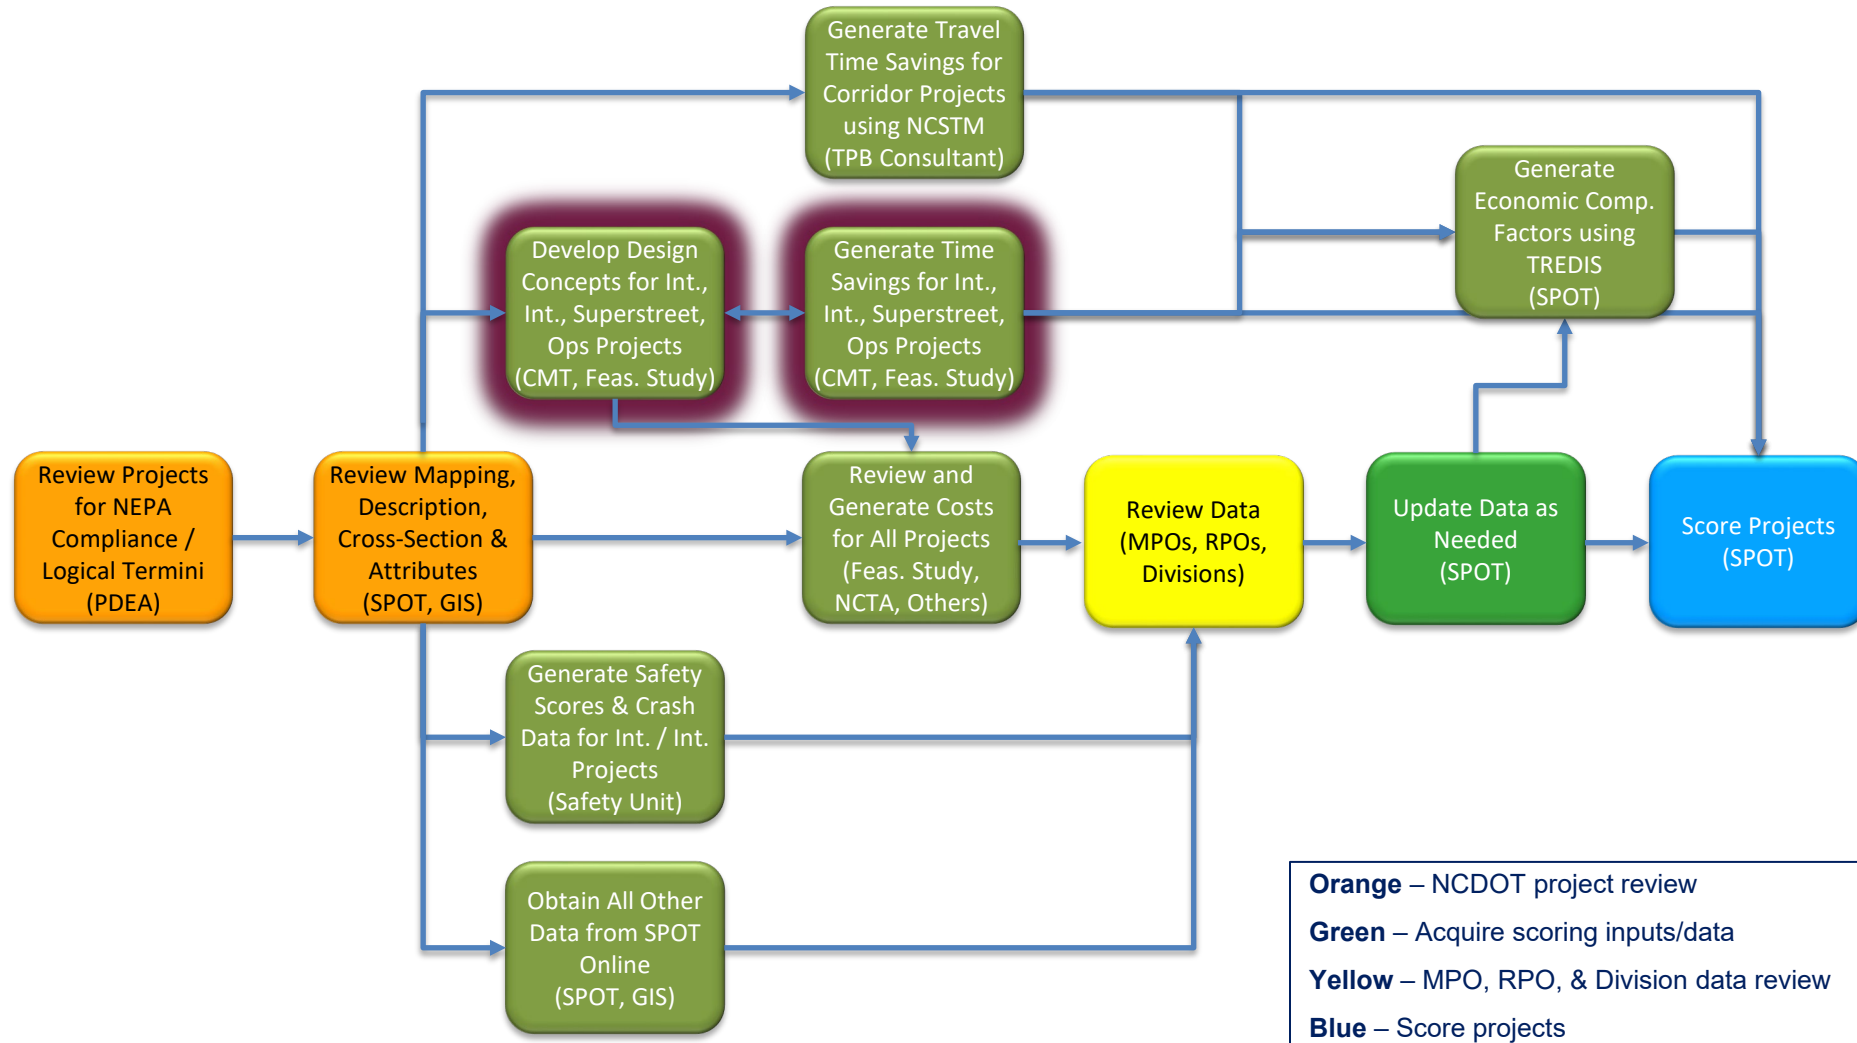 Generate Travel
Time Savings for
Corridor Projects
using NCSTM
(TPB Consultant)
Generate
Economic Comp.
Factors using
TREDIS
(SPOT)
Develop Design
Concepts for Int.,
Int., Superstreet,
Ops Projects
(CMT, Feas. Study)
Generate Time
Savings for Int.,
Int., Superstreet,
Ops Projects
(CMT, Feas. Study)
Review Projects
for NEPA
Compliance /
Logical Termini
(PDEA)
Review Mapping,
Description,
Cross-Section &
Attributes
(SPOT, GIS)
Review and
Generate Costs
for All Projects
(Feas. Study,
NCTA, Others)
Review Data
(MPOs, RPOs,
Divisions)
Update Data as
Needed
(SPOT)
Score Projects
(SPOT)
Generate Safety
Scores & Crash
Data for Int. / Int.
Projects
(Safety Unit)
Obtain All Other
Data from SPOT
Online
(SPOT, GIS)
Orange – NCDOT project review
Green – Acquire scoring inputs/data
Yellow – MPO, RPO, & Division data review
Blue – Score projects